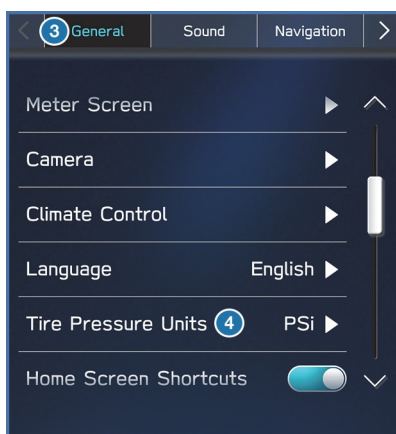 3 General Sound Navigation
Meter Screen
Camera
Climate Control
Language English
Tire Pressure Units 4 PSi
Home Screen Shortcuts